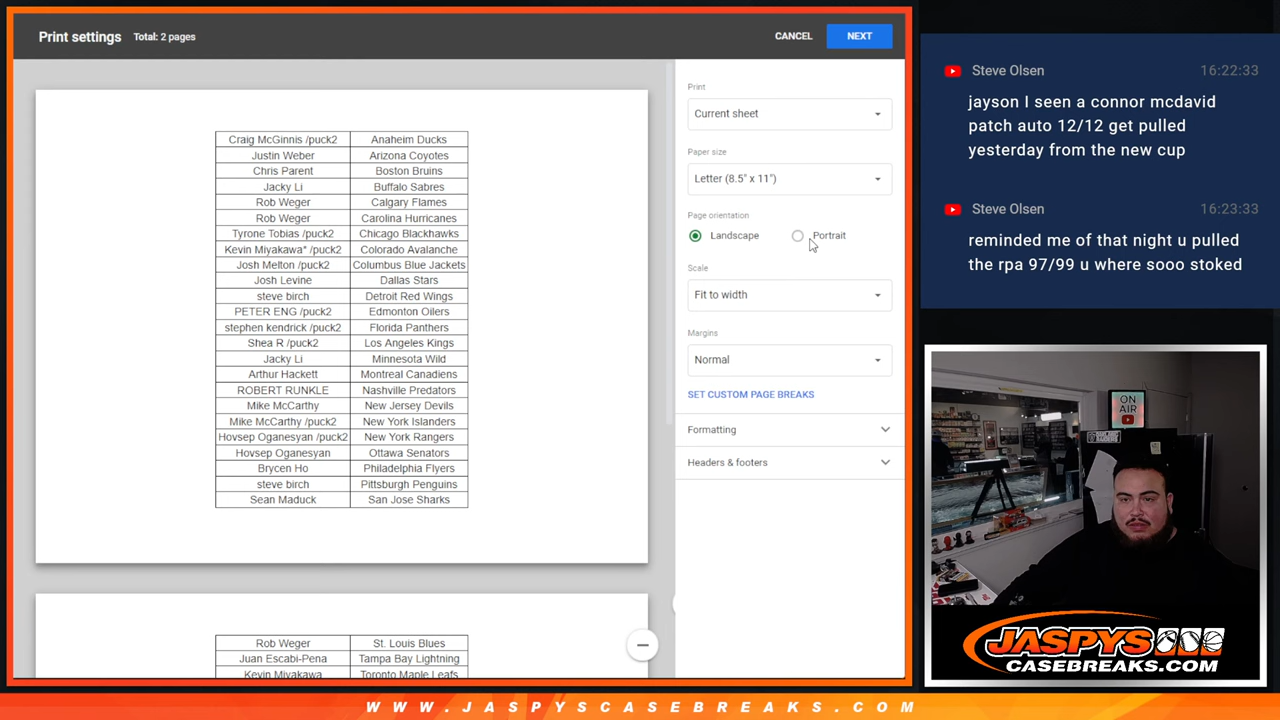 Print settings Total: 2 pages CANCEL NEXT
Craig McGinnis /puck2 Anaheim Ducks
Justin Weber Arizona Coyotes
Chris Parent Boston Bruins
Jacky Li Buffalo Sabres
Rob Weger Calgary Flames
Rob Weger Carolina Hurricanes
Tyrone Tobias /puck2 Chicago Blackhawks
Kevin Miyakawa* /puck2 Colorado Avalanche
Josh Melton /puck2 Columbus Blue Jackets
Josh Levine Dallas Stars
steve birch Detroit Red Wings
PETER ENG /puck2 Edmonton Oilers
stephen kendrick /puck2 Florida Panthers
Shea R /puck2 Los Angeles Kings
Jacky Li Minnesota Wild
Arthur Hackett Montreal Canadiens
ROBERT RUNKLE Nashville Predators
Mike McCarthy New Jersey Devils
Mike McCarthy /puck2 New York Islanders
Hovsep Oganesyan /puck2 New York Rangers
Hovsep Oganesyan Ottawa Senators
Brycen Ho Philadelphia Flyers
steve birch Pittsburgh Penguins
Sean Maduck San Jose Sharks
Rob Weger St. Louis Blues
Juan Escabi-Pena Tampa Bay Lightning
Kevin Miyakawa Toronto Maple Leafs
Print
Current sheet
Paper size
Letter (8.5" x 11")
Page orientation
Landscape Portrait
Scale
Fit to width
Margins
Normal
SET CUSTOM PAGE BREAKS
Formatting
Headers & footers
Steve Olsen 16:22:33
jayson I seen a connor mcdavid
patch auto 12/12 get pulled
yesterday from the new cup
Steve Olsen 16:23:33
reminded me of that night u pulled
the rpa 97/99 u where sooo stoked
ON
AIR
JASPYS
CASEBREAKS.COM
WWW.JASPYSCASEBREAKS.COM